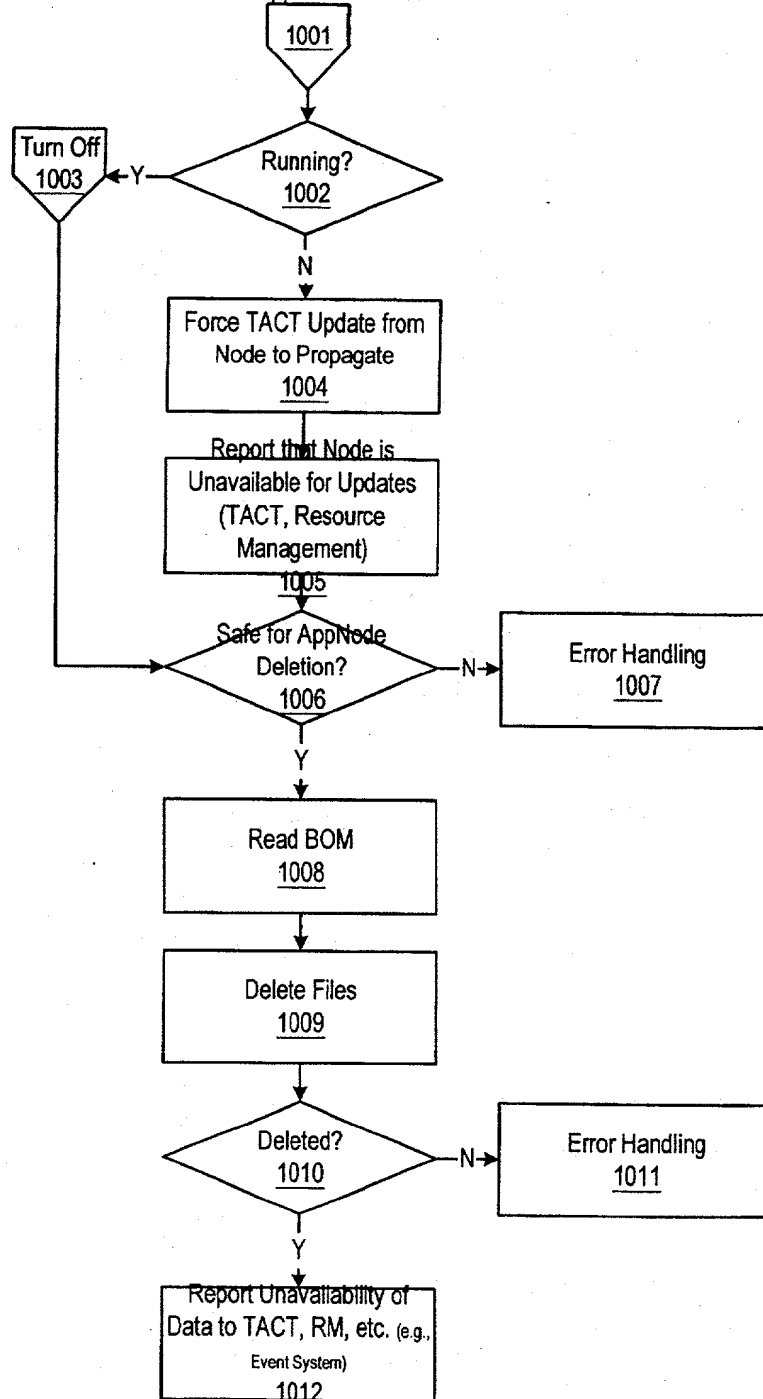 1001
Running?
1002
Turn Off
1003
Y
N
Force TACT Update from
Node to Propagate
1004
Report that Node is
Unavailable for Updates
(TACT, Resource
Management)
1005
Safe for AppNode
Deletion?
1006
N
Error Handling
1007
Y
Read BOM
1008
Delete Files
1009
Deleted?
1010
N
Error Handling
1011
Y
Report Unavailability of
Data to TACT, RM, etc. (e.g.,
Event System)
1012